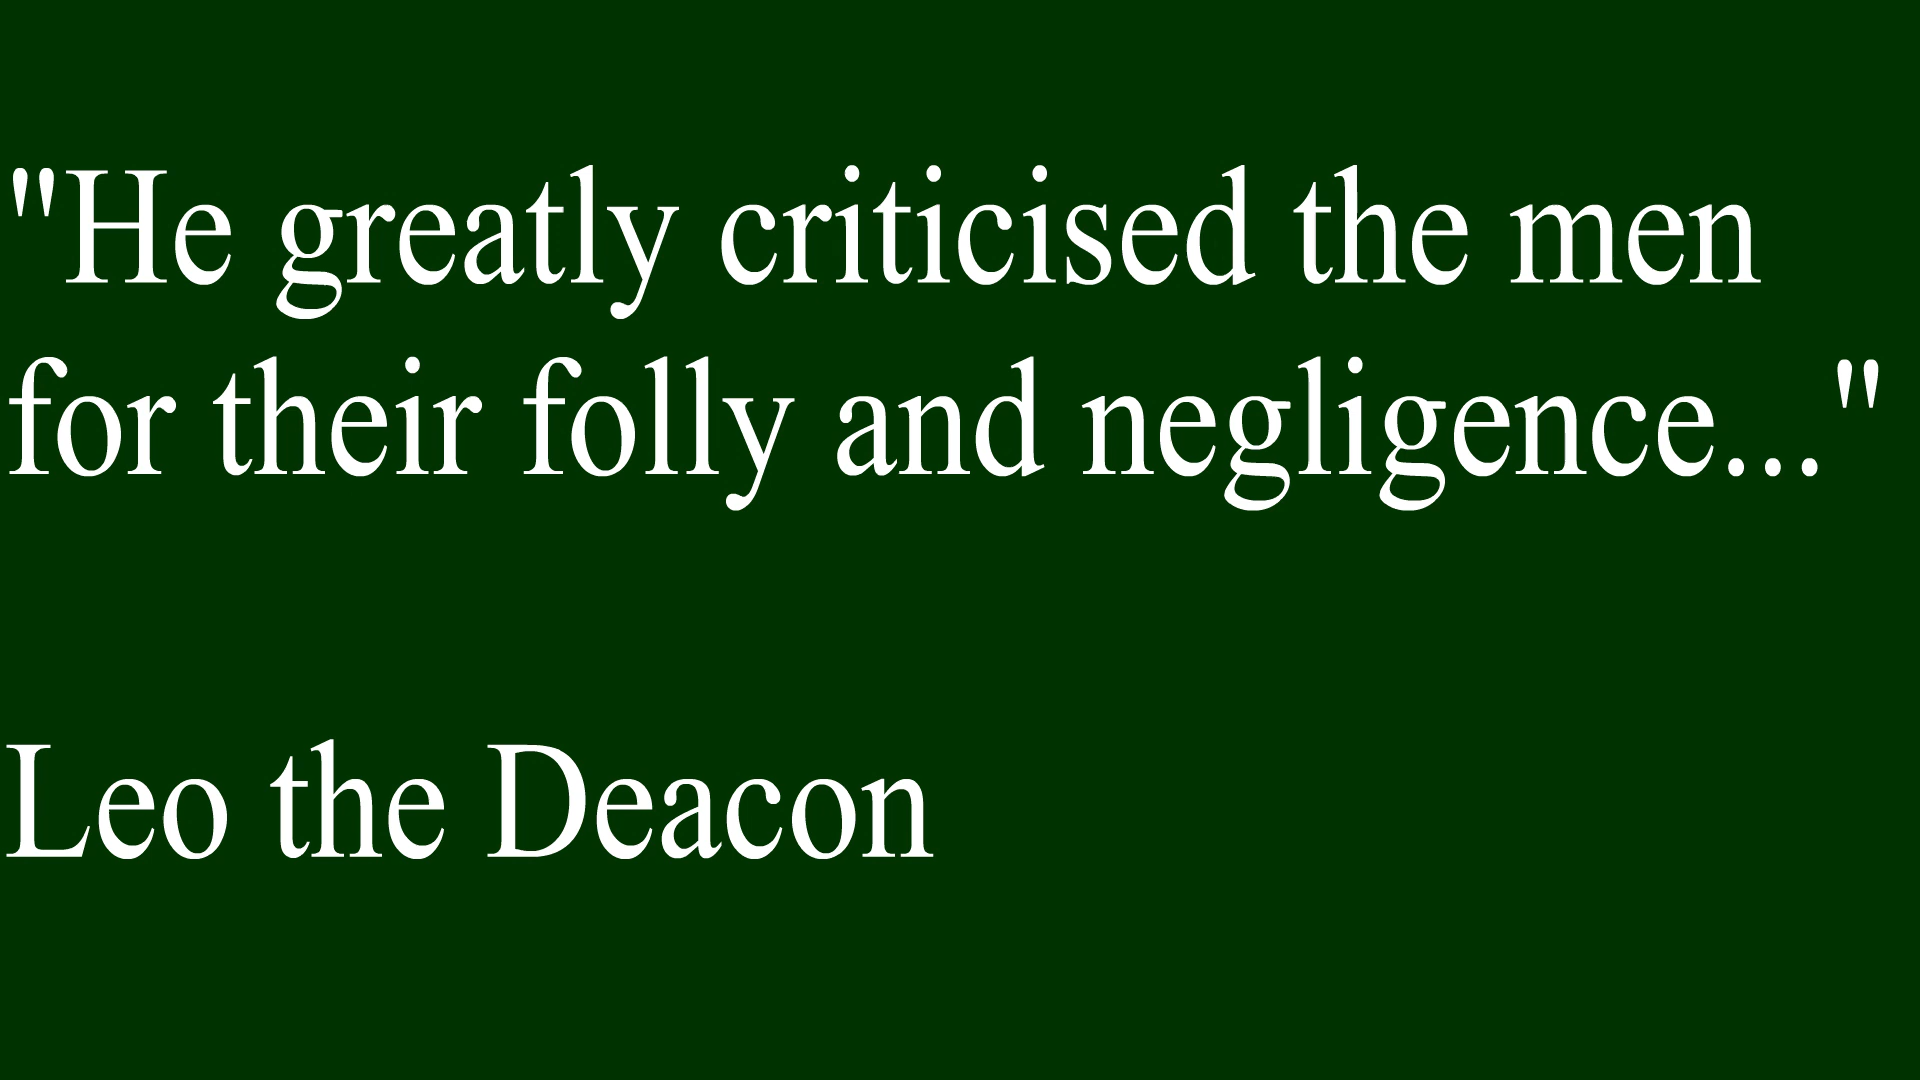 "He greatly criticised the men
for their folly and negligence..."
Leo the Deacon